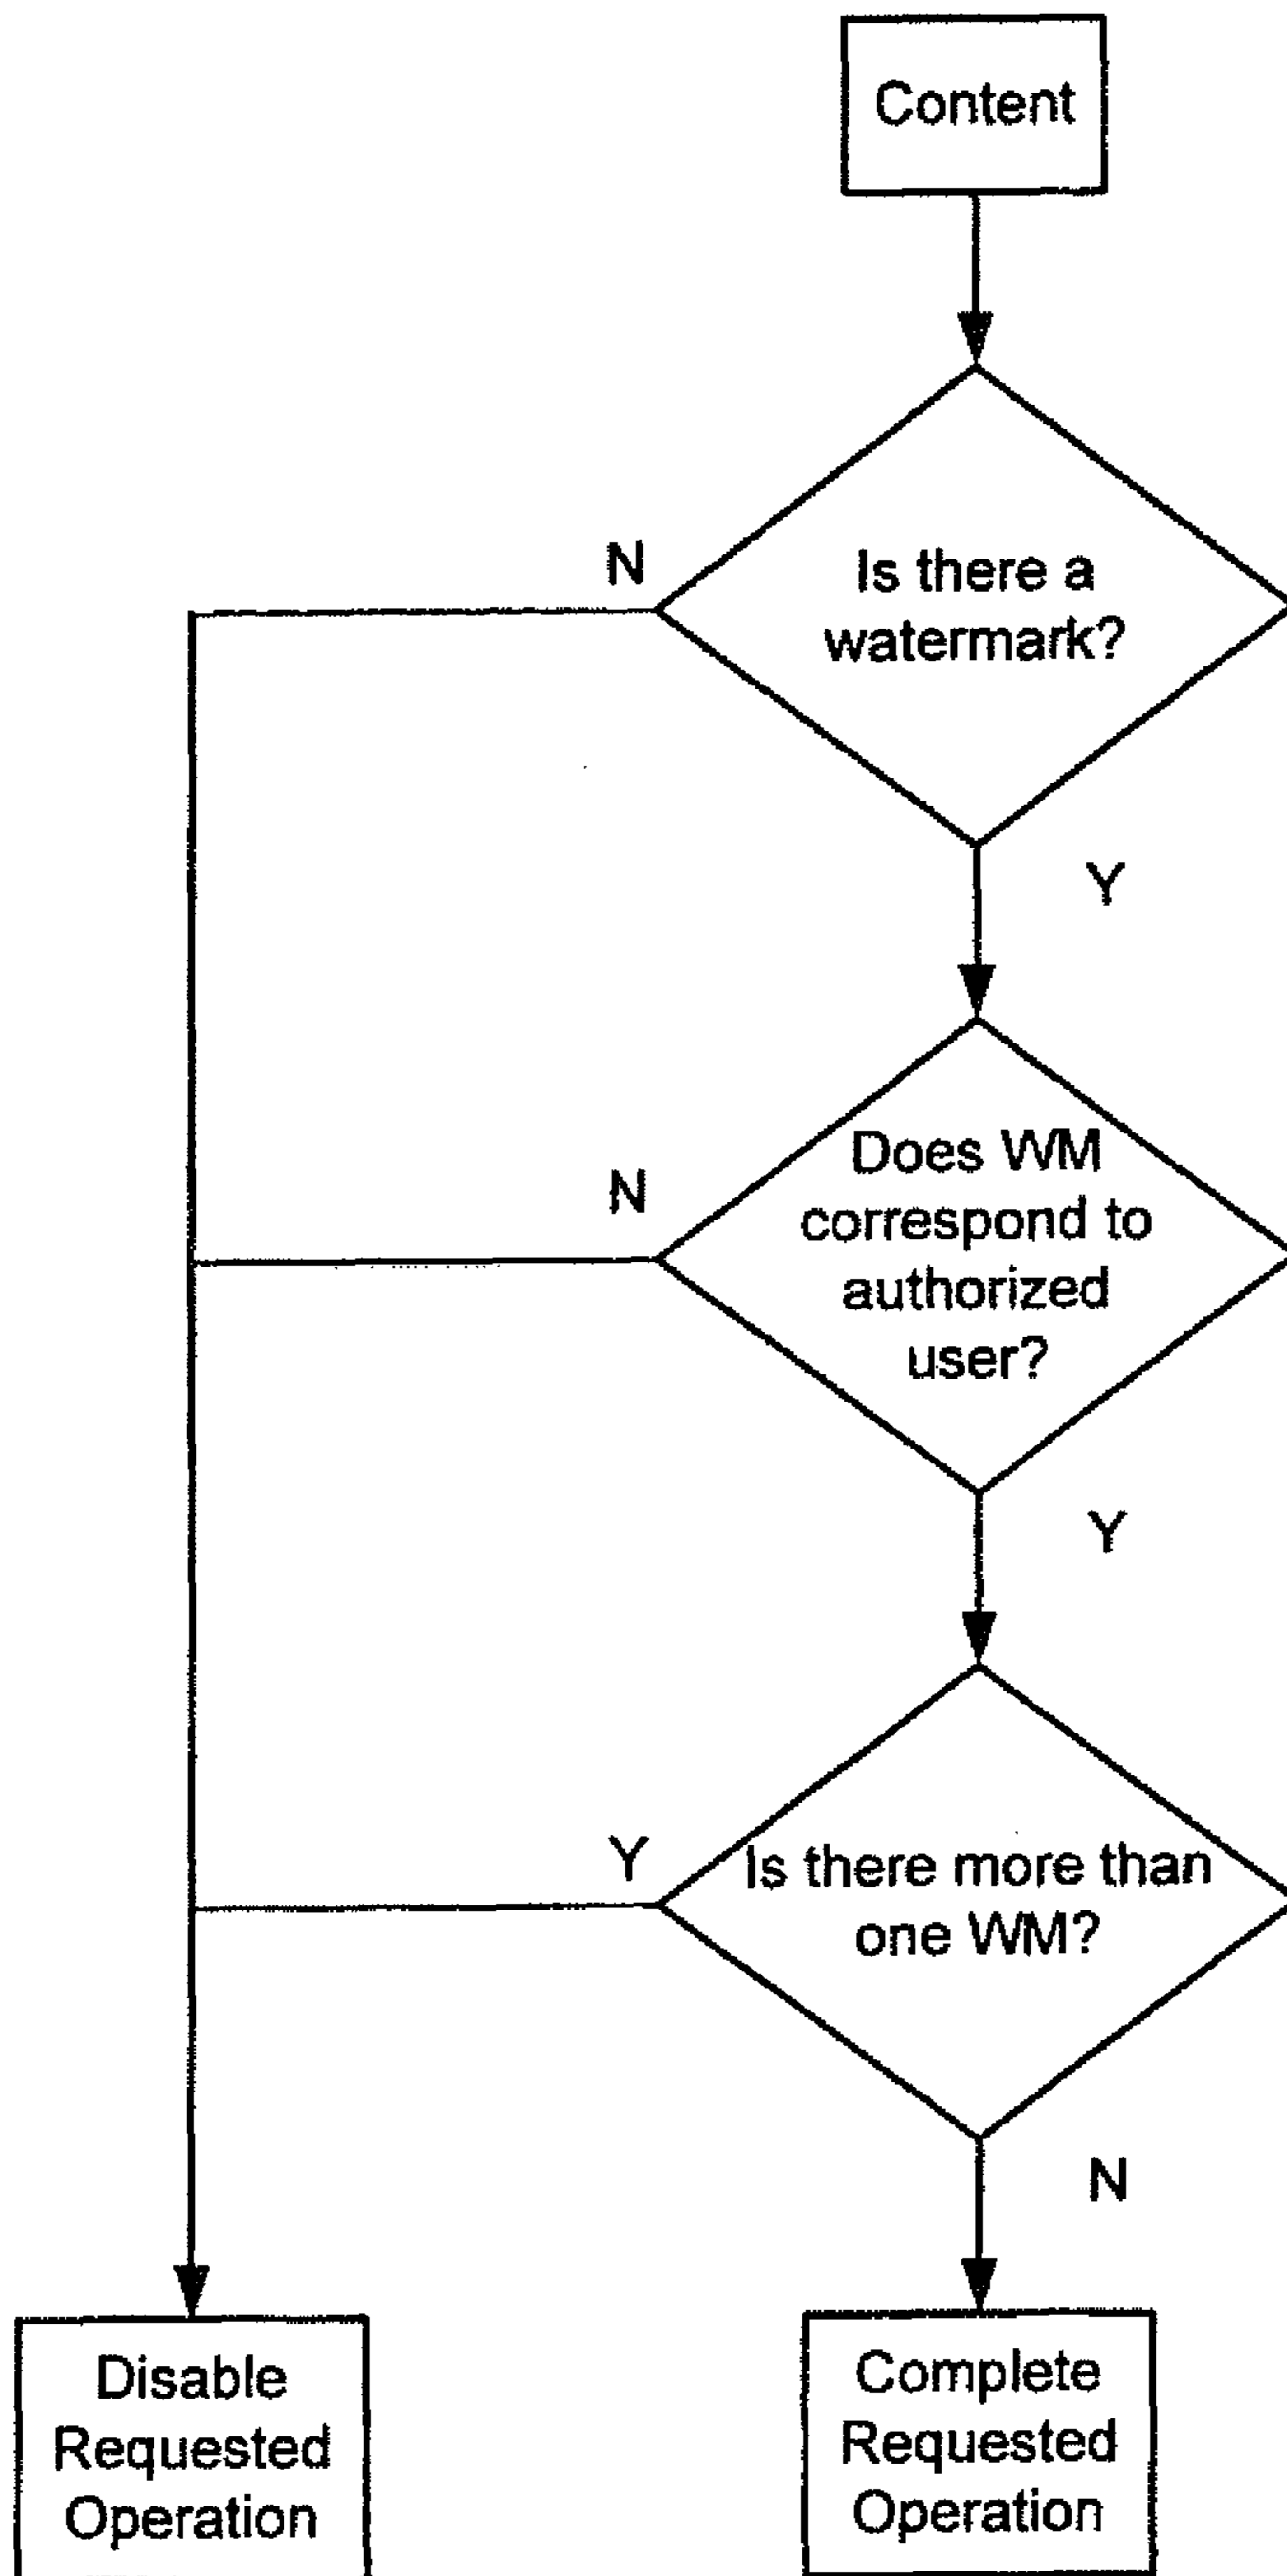 Content
N
Is there a
watermark?
Y
N
Does WM
correspond to
authorized
user?
Y
Y
Is there more than
one WM?
N
Disable
Requested
Operation
Complete
Requested
Operation